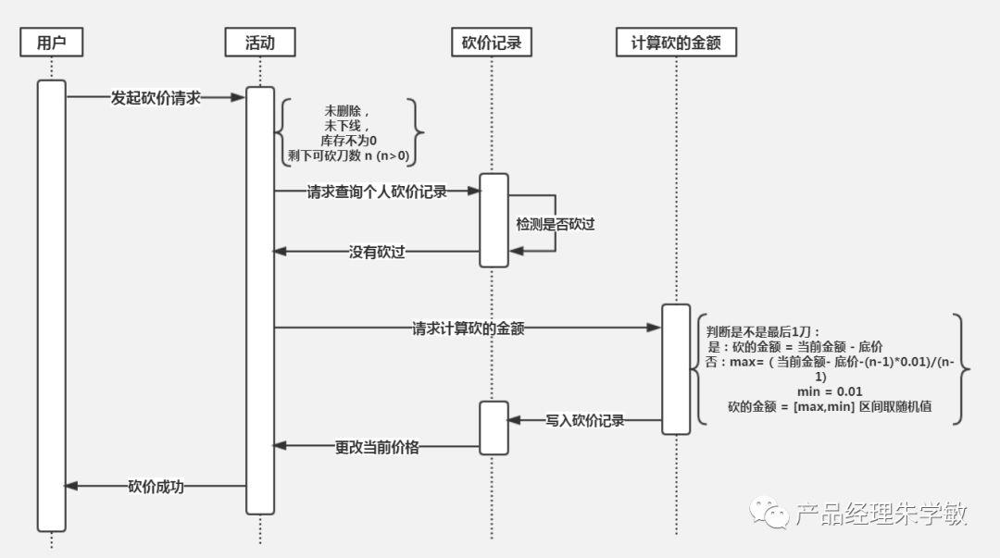 用户
活动
砍价记录
计算砍的金额
发起砍价请求
未删除，
未下线，
库存不为0
剩下可砍刀数 n (n>0)
请求查询个人砍价记录
检测是否砍过
没有砍过
请求计算砍的金额
判断是不是最后1刀：
是：砍的金额 = 当前金额 - 底价
否：max=（当前金额- 底价-(n-1)*0.01)/(n-
1)
min = 0.01
砍的金额 = [max,min] 区间取随机值
写入砍价记录
更改当前价格
砍价成功
产品经理朱学敏